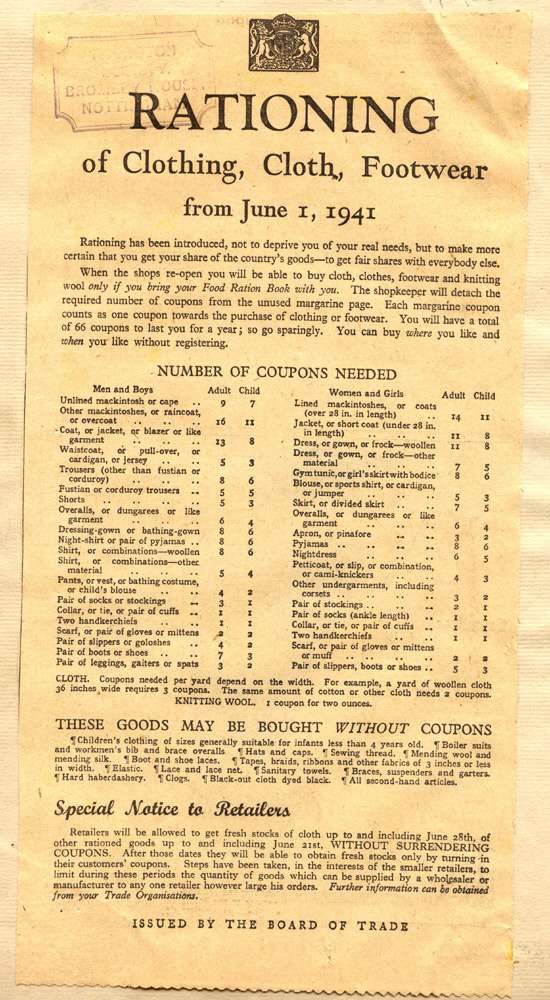 RATIONING
of Clothing, Cloth, Footwear
from June 1, 1941
Rationing has been introduced, not to deprive you of your real needs, but to make more
certain that you get your share of the country's goods—to get fair shares with everybody else.
When the shops re-open you will be able to buy cloth, clothes, footwear and knitting
wool only if you bring your Food Ration Book with you. The shopkeeper will detach the
required number of coupons from the unused margarine page. Each margarine coupon
counts as one coupon towards the purchase of clothing or footwear. You will have a total
of 66 coupons to last you for a year; so go sparingly. You can buy where you like and
when you like without registering.
NUMBER OF COUPONS NEEDED
Men and Boys Adult Child
Unlined mackintosh or cape .. 9 7
Other mackintoshes, or raincoat,
or overcoat .. .. .. 16 11
Coat, or jacket, or blazer or like
garment .. .. .. 13 8
Waistcoat, or pull-over, or
cardigan, or jersey .. .. 5 3
Trousers (other than fustian or
corduroy) .. .. .. 8 6
Fustian or corduroy trousers .. 5 5
Shorts .. .. .. 5 3
Overalls, or dungarees or like
garment .. .. .. 6 4
Dressing-gown or bathing-gown 8 6
Night-shirt or pair of pyjamas .. 8 6
Shirt, or combinations—woollen 8 6
Shirt, or combinations—other
material .. .. .. 5 4
Pants, or vest, or bathing costume,
or child's blouse .. .. 4 2
Pair of socks or stockings .. 3 1
Collar, or tie, or pair of cuffs .. 1 1
Two handkerchiefs .. .. 1 1
Scarf, or pair of gloves or mittens 2 2
Pair of slippers or goloshes .. 4 2
Pair of boots or shoes .. .. 7 3
Pair of leggings, gaiters or spats 3 2
Women and Girls Adult Child
Lined mackintoshes, or coats
(over 28 in. in length) .. 14 11
Jacket, or short coat (under 28 in.
in length) .. .. .. 11 8
Dress, or gown, or frock—woollen 11 8
Dress, or gown, or frock—other
material .. .. .. 7 5
Gym tunic, or girl's skirt with bodice 8 6
Blouse, or sports shirt, or cardigan,
or jumper .. .. .. 5 3
Skirt, or divided skirt .. .. 7 5
Overalls, or dungarees or like
garment .. .. .. 6 4
Apron, or pinafore .. .. 3 2
Pyjamas .. .. .. .. 8 6
Nightdress .. .. .. 6 5
Petticoat, or slip, or combination,
or cami-knickers .. .. 4 3
Other undergarments, including
corsets .. .. .. .. 3 2
Pair of stockings .. .. .. 2 1
Pair of socks (ankle length) .. 1 1
Collar, or tie, or pair of cuffs .. 1 1
Two handkerchiefs .. .. 1 1
Scarf, or pair of gloves or mittens
or muff .. .. .. .. 2 2
Pair of slippers, boots or shoes .. 5 3
CLOTH. Coupons needed per yard depend on the width. For example, a yard of woollen cloth
36 inches wide requires 3 coupons. The same amount of cotton or other cloth needs 2 coupons.
KNITTING WOOL. 1 coupon for two ounces.
THESE GOODS MAY BE BOUGHT WITHOUT COUPONS
¶ Children's clothing of sizes generally suitable for infants less than 4 years old. ¶ Boiler suits
and workmen's bib and brace overalls ¶ Hats and caps. ¶ Sewing thread. ¶ Mending wool and
mending silk. ¶ Boot and shoe laces. ¶ Tapes, braids, ribbons and other fabrics of 3 inches or less
in width. ¶ Elastic. ¶ Lace and lace net. ¶ Sanitary towels. ¶ Braces, suspenders and garters.
¶ Hard haberdashery. ¶ Clogs. ¶ Black-out cloth dyed black. ¶ All second-hand articles.
Special Notice to Retailers
Retailers will be allowed to get fresh stocks of cloth up to and including June 28th, of
other rationed goods up to and including June 21st, WITHOUT SURRENDERING
COUPONS. After those dates they will be able to obtain fresh stocks only by turning in
their customers' coupons. Steps have been taken, in the interests of the smaller retailers, to
limit during these periods the quantity of goods which can be supplied by a wholesaler or
manufacturer to any one retailer however large his orders. Further information can be obtained
from your Trade Organisations.
ISSUED BY THE BOARD OF TRADE